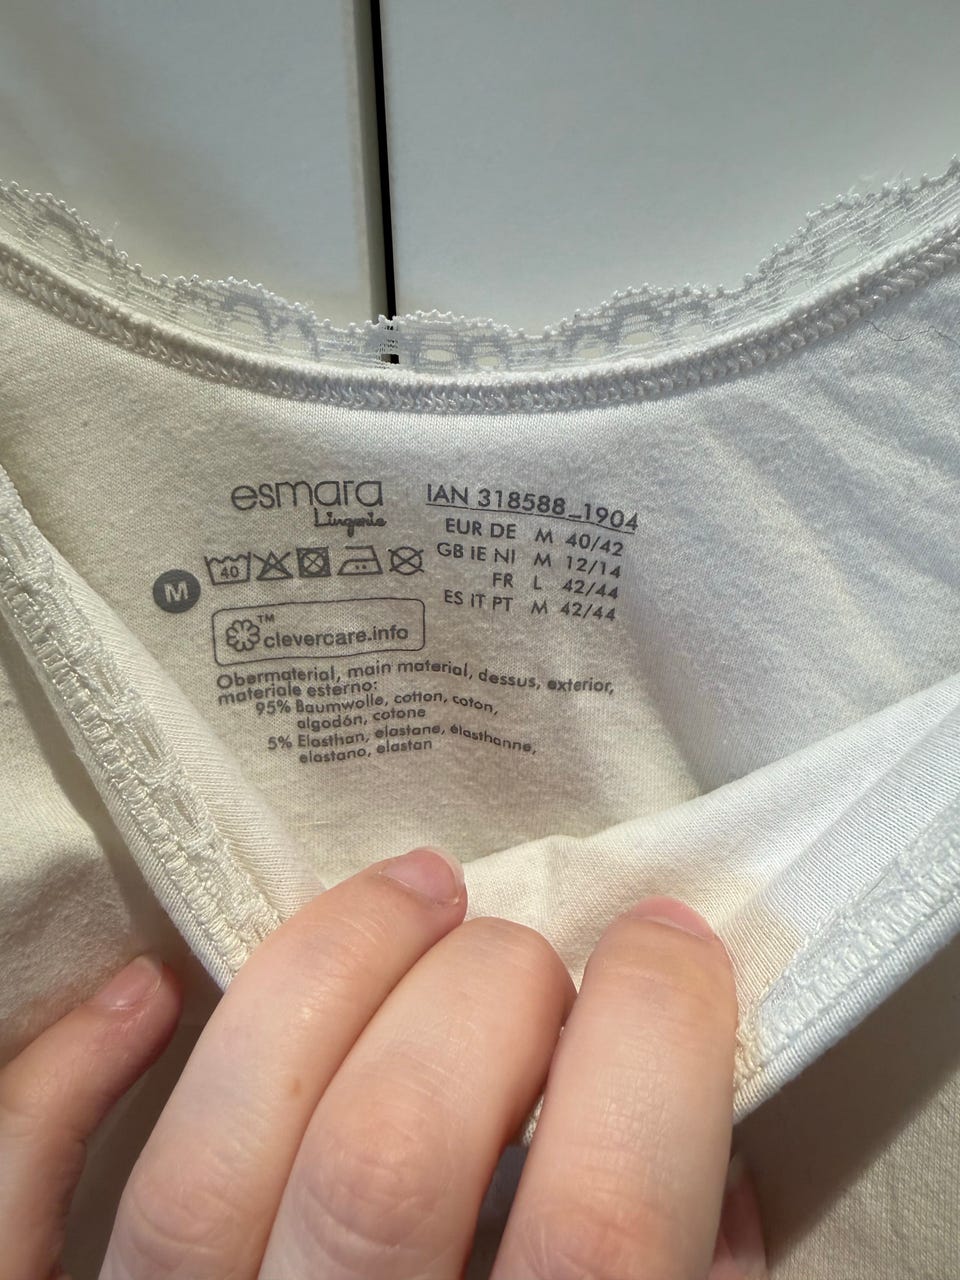 esmara
Lingerie
IAN 318588_1904
EUR DE M 40/42
GB IE NI M 12/14
FR L 42/44
ES IT PT M 42/44
M
40
™
clevercare.info
Obermaterial, main material, dessus, exterior,
materiale esterno:
95% Baumwolle, cotton, coton,
algodón, cotone
5% Elasthan, elastane, élasthanne,
elastano, elastan